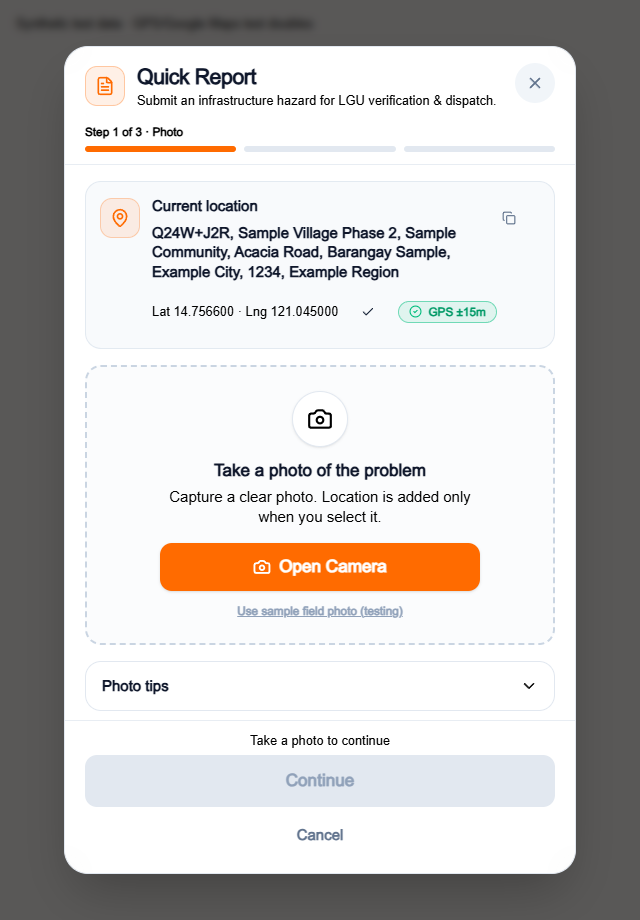 Quick Report
Submit an infrastructure hazard for LGU verification & dispatch.
Step 1 of 3 · Photo
Current location
Q24W+J2R, Sample Village Phase 2, Sample
Community, Acacia Road, Barangay Sample,
Example City, 1234, Example Region
Lat 14.756600 · Lng 121.045000
GPS ±15m
Take a photo of the problem
Capture a clear photo. Location is added only
when you select it.
Open Camera
Use sample field photo (testing)
Photo tips
Take a photo to continue
Continue
Cancel